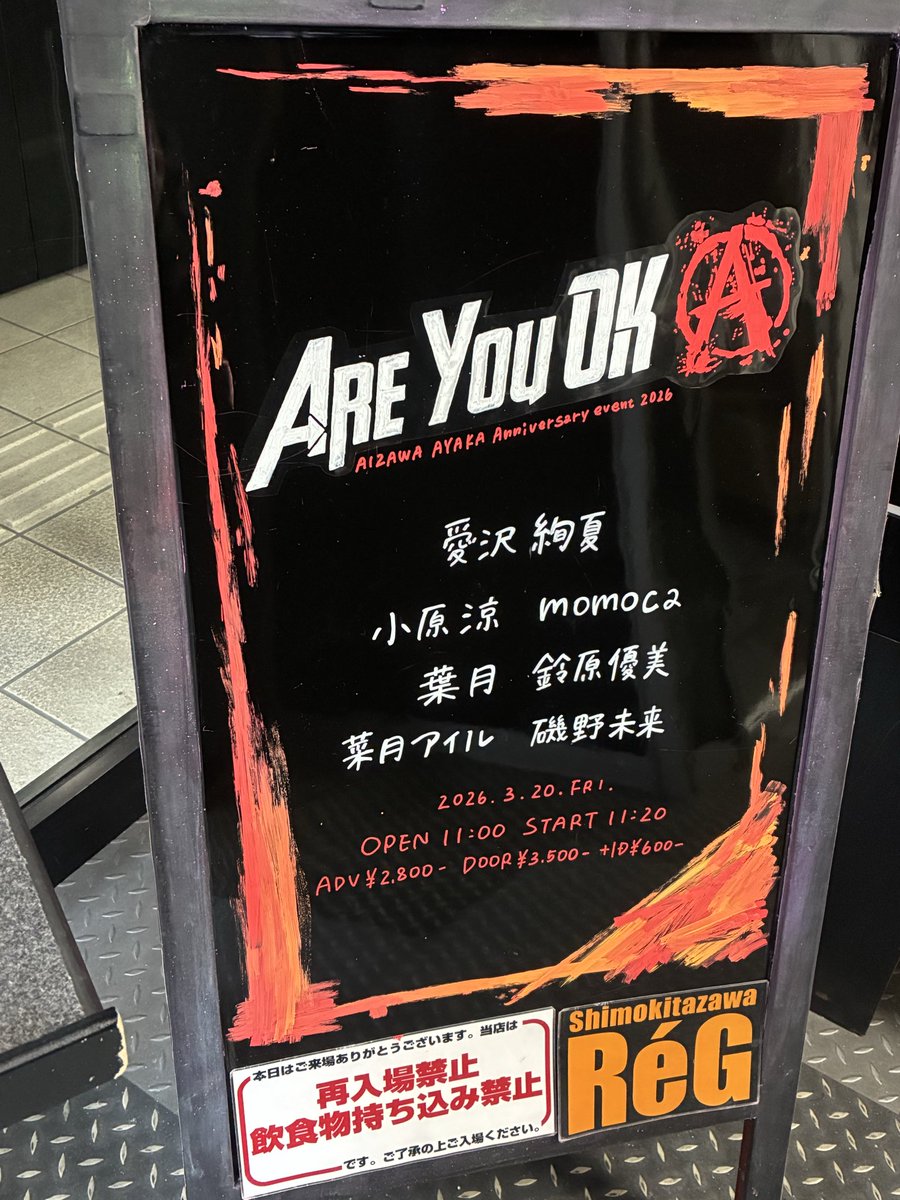 ARE YOU OK A
AIZAWA AYAKA Anniversary event 2026
愛沢 絢夏
小原涼 momoca
葉月 鈴原優美
葉月アイル 磯野未来
2026.3.20.FRI.
OPEN 11:00 START 11:20
ADV ¥2.800- DOOR ¥3.500- +1D¥600-
本日はご来場ありがとうございます。当店は
再入場禁止
飲食物持ち込み禁止
です。ご了承の上ご入場ください。
Shimokitazawa
RéG